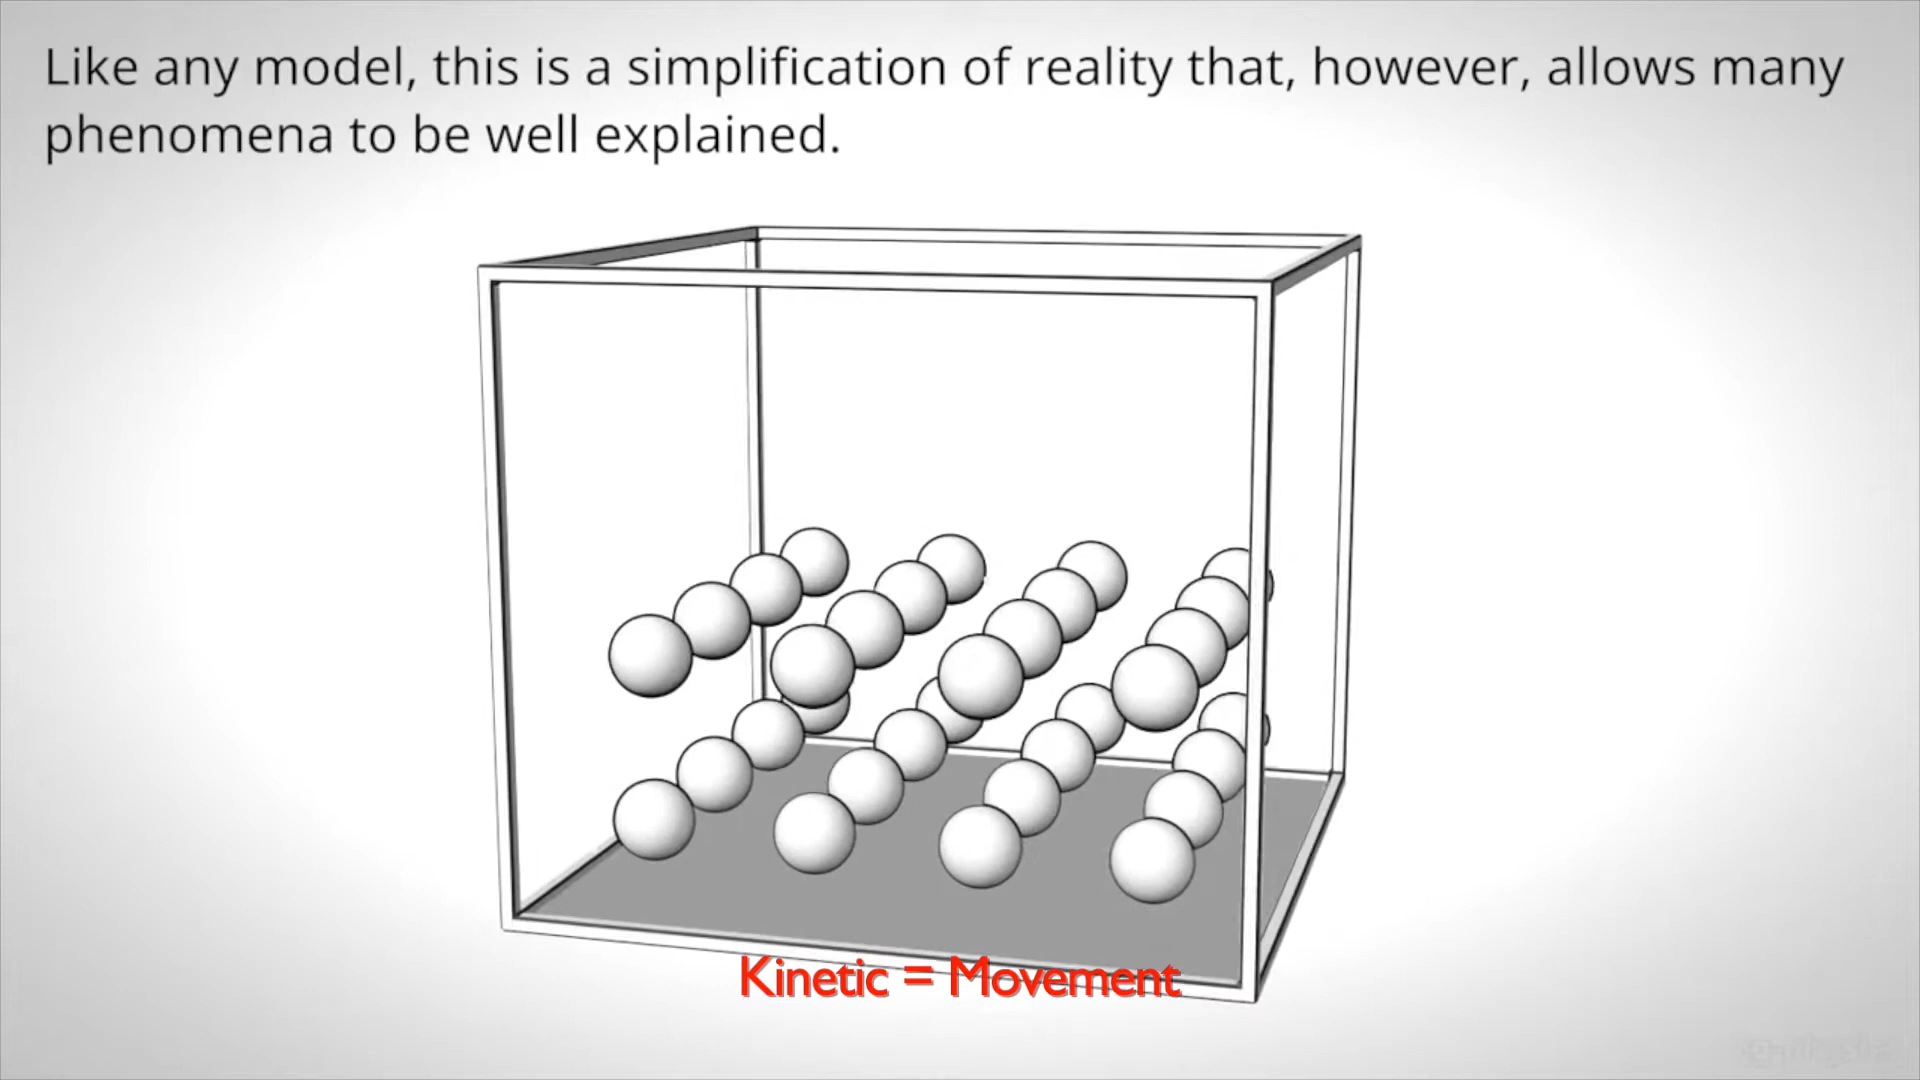 Like any model, this is a simplification of reality that, however, allows many
phenomena to be well explained.
Kinetic = Movement